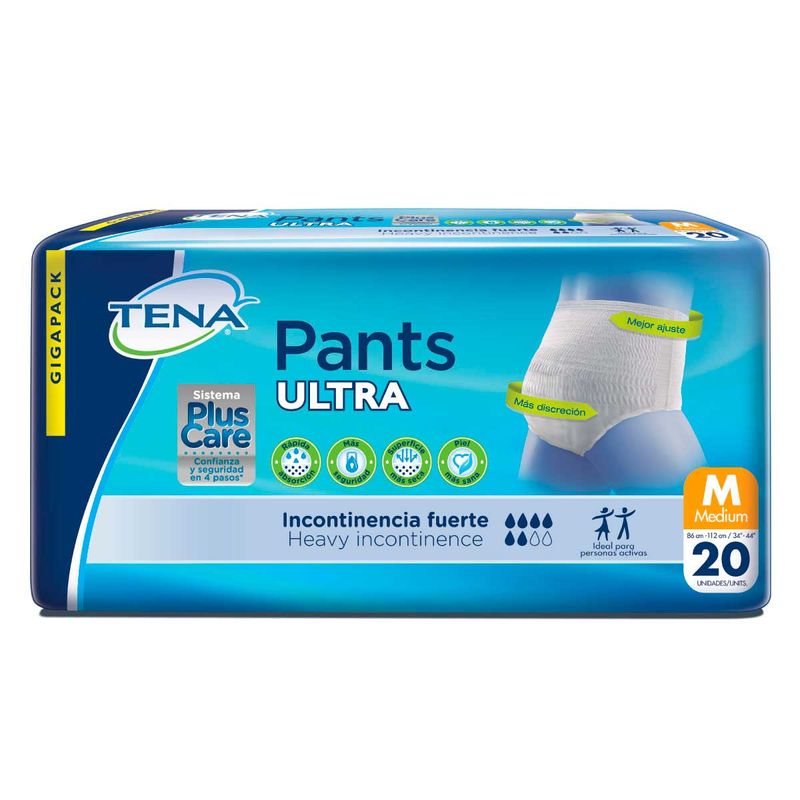 Pants
ULTRA
Plus
Care
Incontinencia fuerte
Heavy incontinence
M
20
GIGAPACK
TENA®
Pants
ULTRA
Sistema
Plus
Care
Confianza
y seguridad
en 4 pasos*
Rápida
absorción
Más
seguridad
Superficie
más seca
Piel
más sana
Mejor ajuste
Más discreción
Incontinencia fuerte
Heavy incontinence
Ideal para
personas activas
M
Medium
86 cm -112 cm / 34"- 44"
20
UNIDADES/UNITS